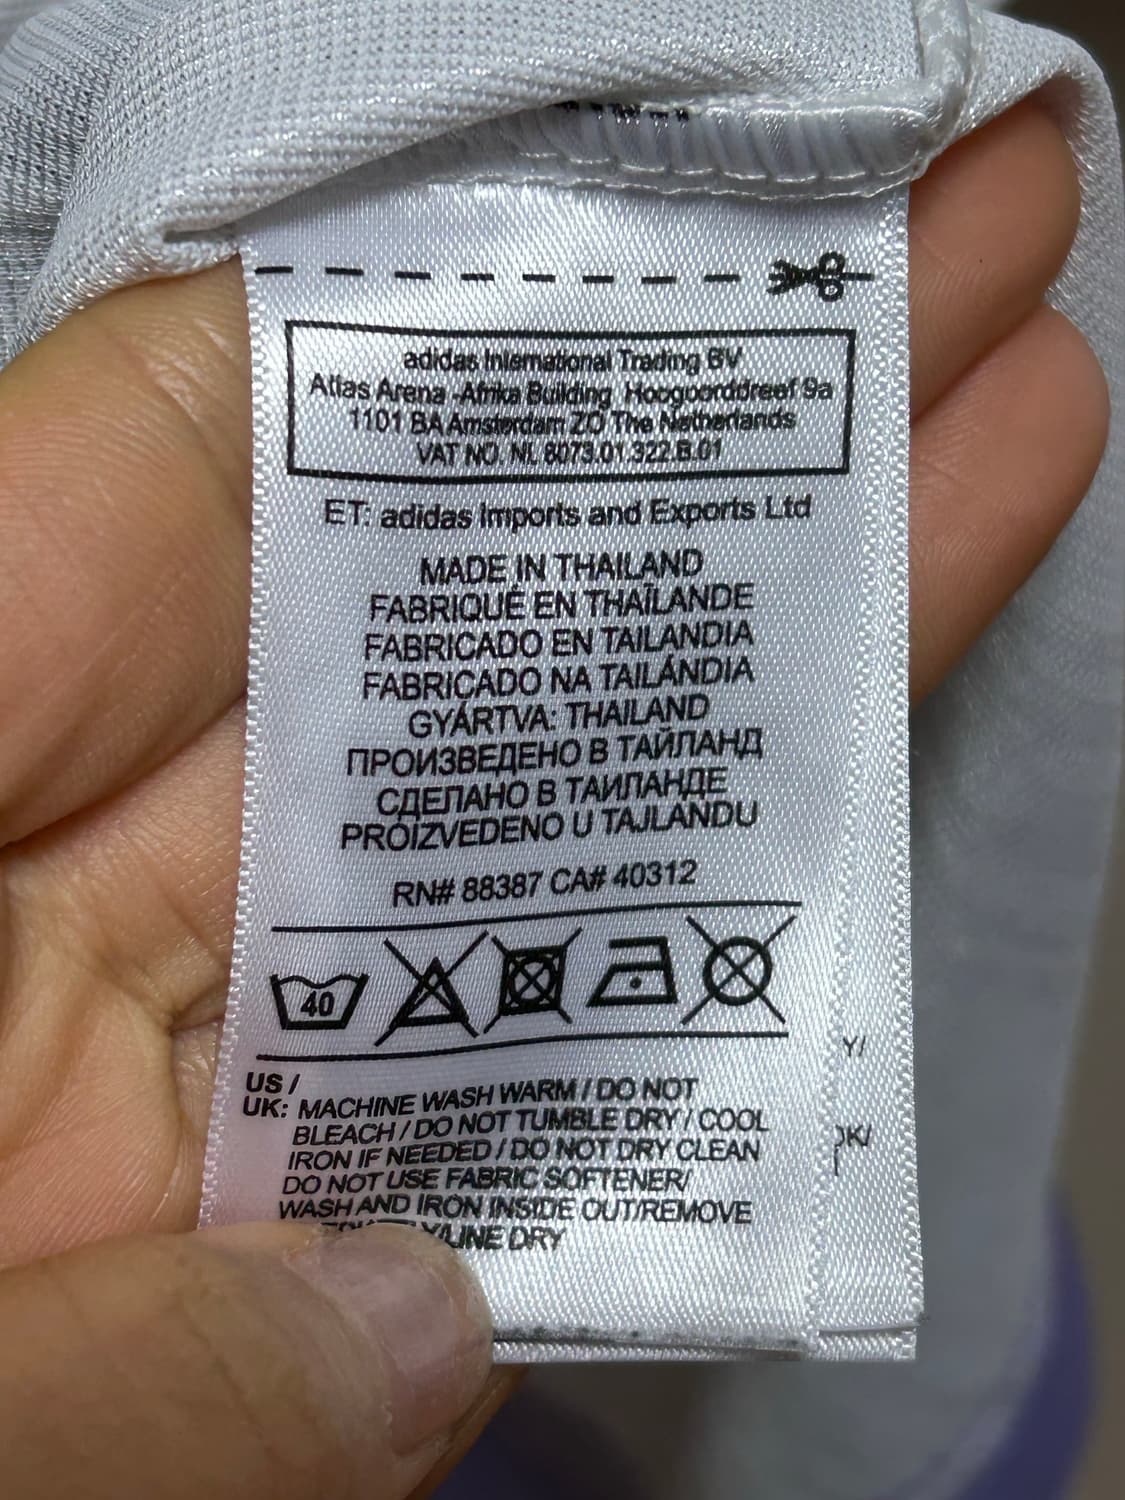 adidas International Trading BV
Atlas Arena -Afrika Building Hoogoorddreef 9a
1101 BA Amsterdam ZO The Netherlands
VAT NO. NL 8073.01.322.B.01
ET: adidas Imports and Exports Ltd
MADE IN THAILAND
FABRIQUÉ EN THAÏLANDE
FABRICADO EN TAILANDIA
FABRICADO NA TAILÁNDIA
GYÁRTVA: THAILAND
ПРОИЗВЕДЕНО В ТАЙЛАНД
СДЕЛАНО В ТАИЛАНДЕ
PROIZVEDENO U TAJLANDU
RN# 88387 CA# 40312
40
US /
UK: MACHINE WASH WARM / DO NOT
BLEACH / DO NOT TUMBLE DRY / COOL
IRON IF NEEDED / DO NOT DRY CLEAN
DO NOT USE FABRIC SOFTENER/
WASH AND IRON INSIDE OUT/REMOVE
LINE DRY
Y/